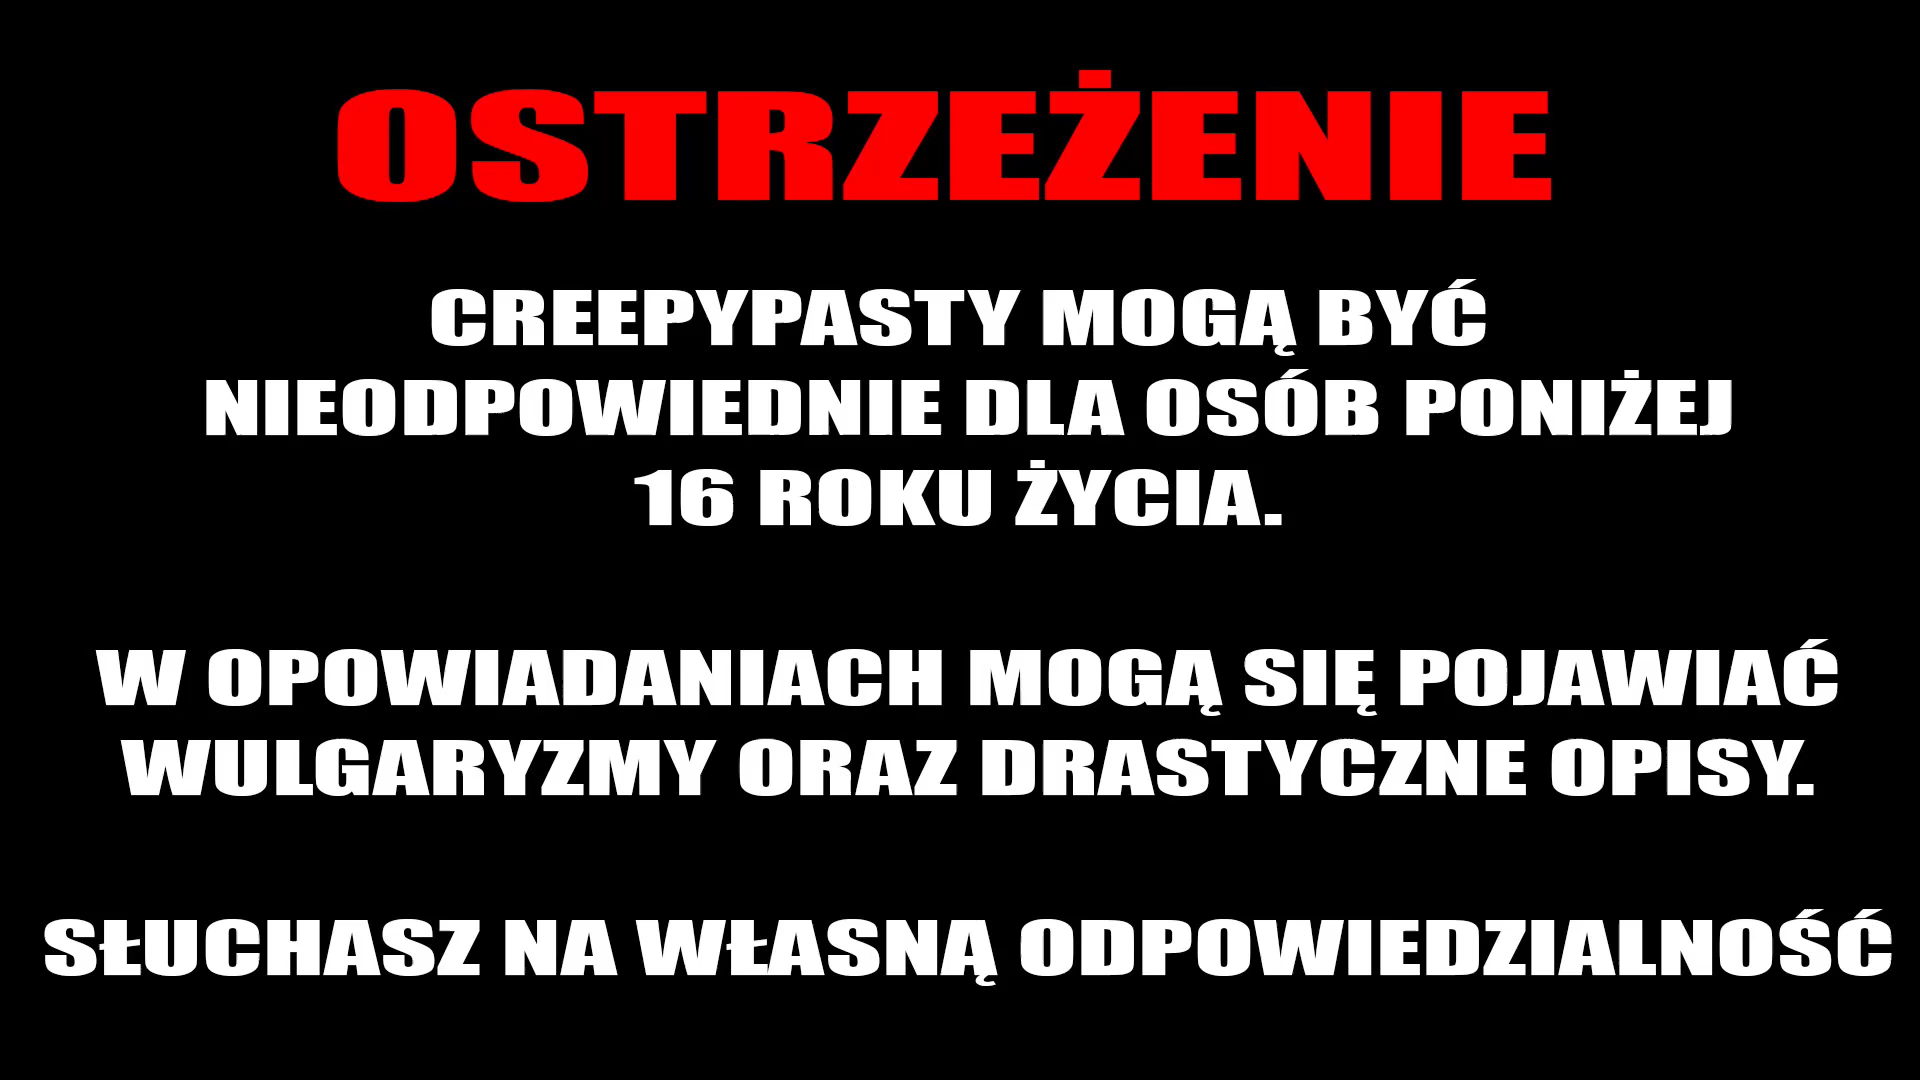 OSTRZEŻENIE
CREEPYPASTY MOGĄ BYĆ
NIEODPOWIEDNIE DLA OSÓB PONIŻEJ
16 ROKU ŻYCIA.
W OPOWIADANIACH MOGĄ SIĘ POJAWIAĆ
WULGARYZMY ORAZ DRASTYCZNE OPISY.
SŁUCHASZ NA WŁASNĄ ODPOWIEDZIALNOŚĆ